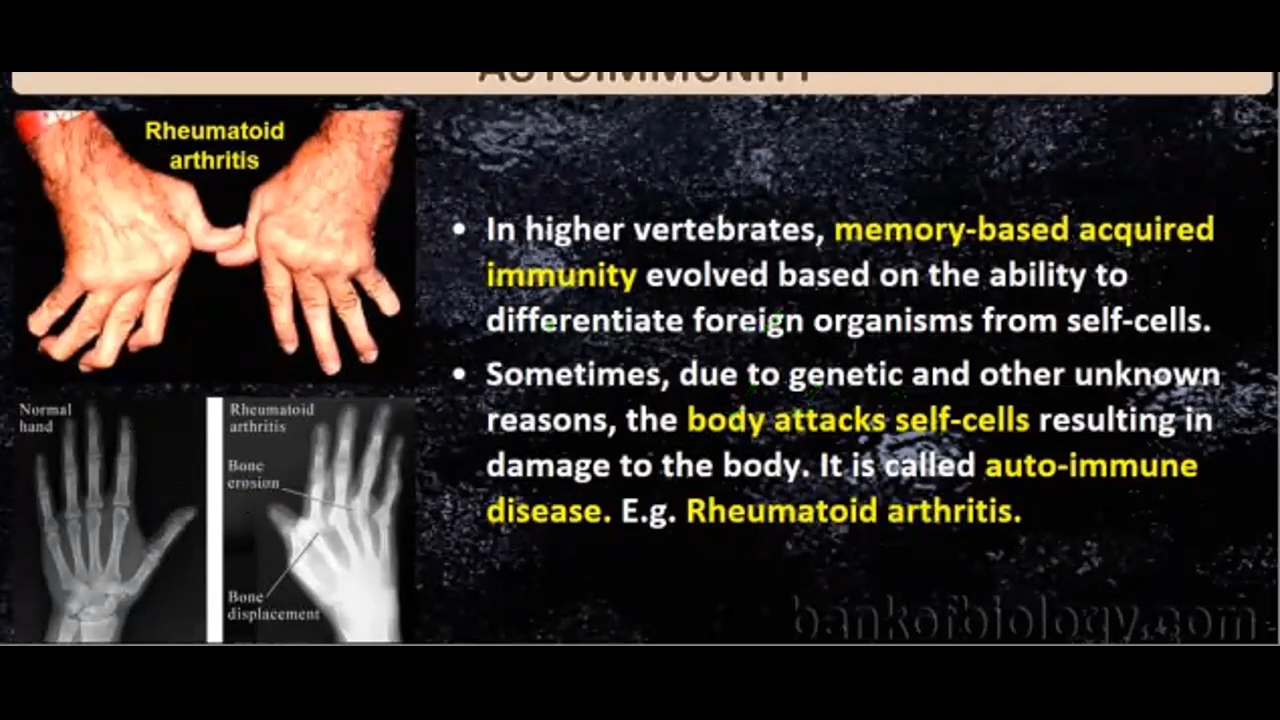 AUTOIMMUNITY
Rheumatoid
arthritis
• In higher vertebrates, memory-based acquired
immunity evolved based on the ability to
differentiate foreign organisms from self-cells.
• Sometimes, due to genetic and other unknown
reasons, the body attacks self-cells resulting in
damage to the body. It is called auto-immune
disease. E.g. Rheumatoid arthritis.
Normal
hand
Rheumatoid
arthritis
Bone
erosion
Bone
displacement
bankofbiology.com